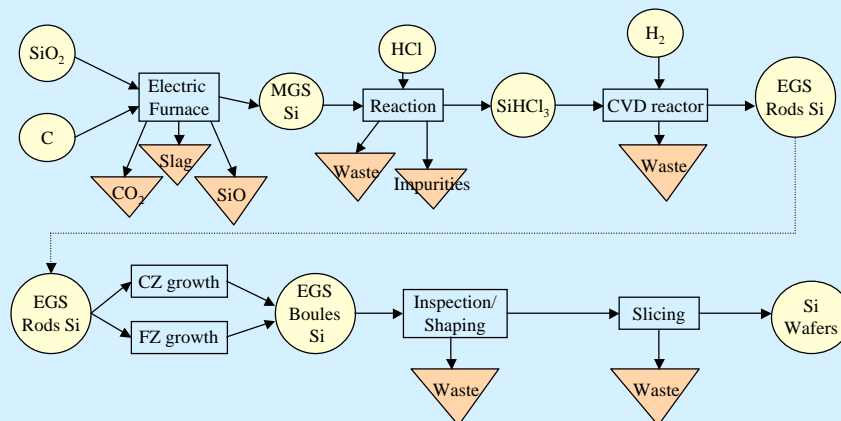 SiO₂
C
Electric
Furnace
CO₂
Slag
SiO
MGS
Si
HCl
Reaction
Waste
Impurities
SiHCl₃
H₂
CVD reactor
Waste
EGS
Rods Si
EGS
Rods Si
CZ growth
FZ growth
EGS
Boules
Si
Inspection/
Shaping
Waste
Slicing
Waste
Si
Wafers